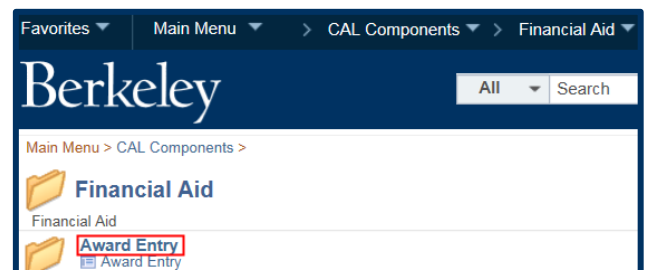 Favorites Main Menu > CAL Components > Financial Aid
Berkeley All Search
Main Menu > CAL Components >
Financial Aid
Financial Aid
Award Entry
Award Entry